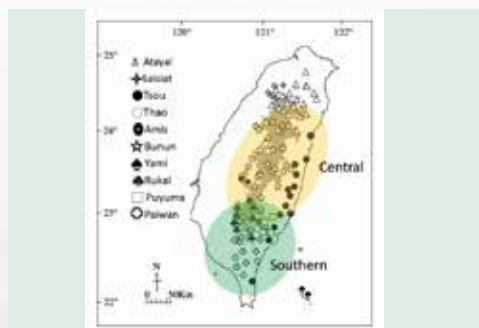 120° 121° 122°
25°
Atayal
Saisiat
Tsou
Thao
24°
Amis
Bunun
Yami
Central
Rukai
23°
Puyuma
Paiwan
Southern
N
22°
50Km